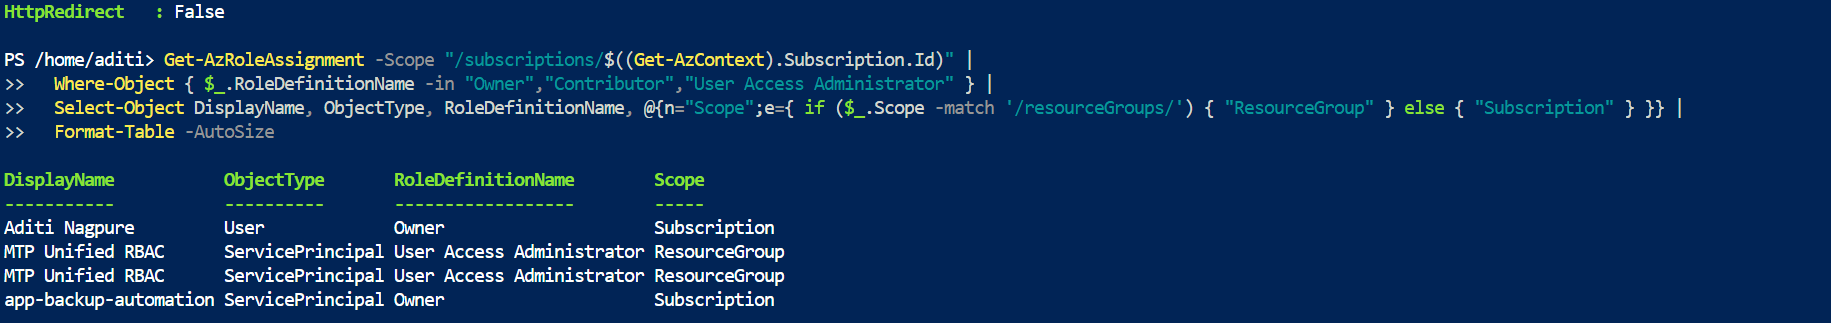 HttpRedirect   : False
PS /home/aditi> Get-AzRoleAssignment -Scope "/subscriptions/$((Get-AzContext).Subscription.Id)" |
>>   Where-Object { $_.RoleDefinitionName -in "Owner","Contributor","User Access Administrator" } |
>>   Select-Object DisplayName, ObjectType, RoleDefinitionName, @{n="Scope";e={ if ($_.Scope -match '/resourceGroups/') { "ResourceGroup" } else { "Subscription" } }} |
>>   Format-Table -AutoSize
DisplayName           ObjectType       RoleDefinitionName        Scope
-----------           ----------       ------------------        -----
Aditi Nagpure         User             Owner                     Subscription
MTP Unified RBAC      ServicePrincipal User Access Administrator ResourceGroup
MTP Unified RBAC      ServicePrincipal User Access Administrator ResourceGroup
app-backup-automation ServicePrincipal Owner                     Subscription